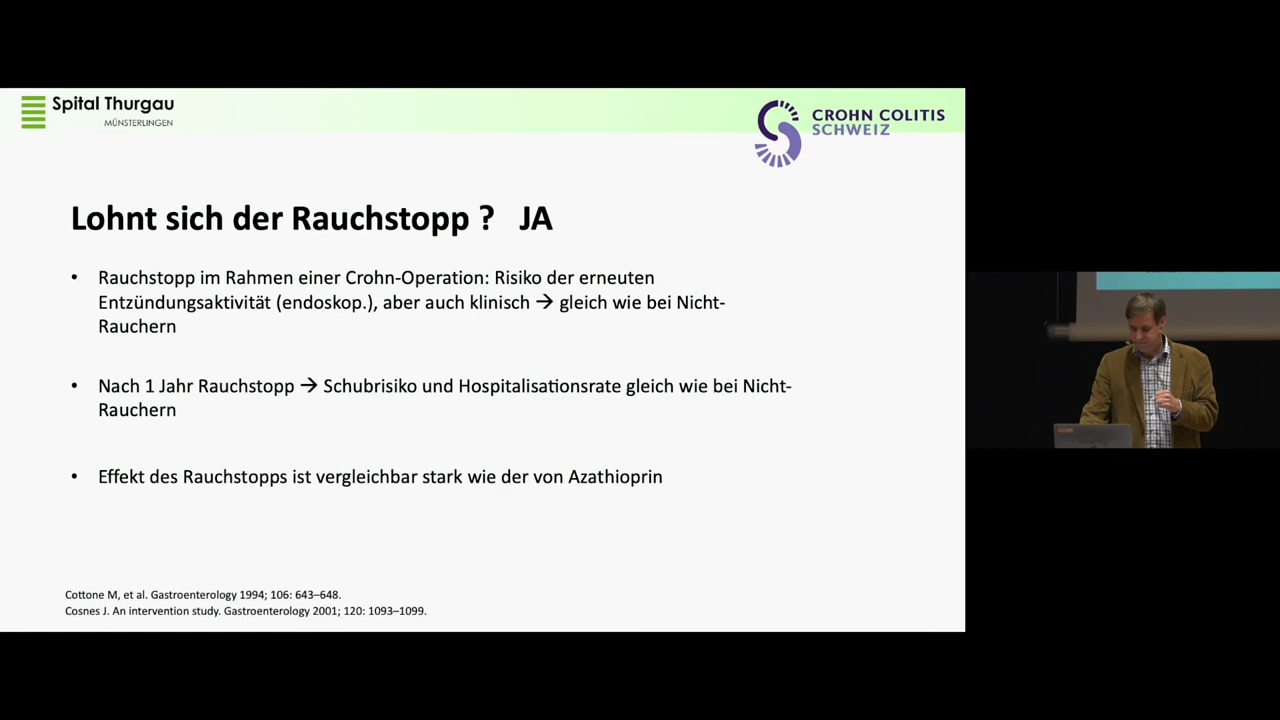 Spital Thurgau
MÜNSTERLINGEN
CROHN COLITIS
SCHWEIZ
Lohnt sich der Rauchstopp ? JA
• Rauchstopp im Rahmen einer Crohn-Operation: Risiko der erneuten
Entzündungsaktivität (endoskop.), aber auch klinisch → gleich wie bei Nicht-
Rauchern
• Nach 1 Jahr Rauchstopp → Schubrisiko und Hospitalisationsrate gleich wie bei Nicht-
Rauchern
• Effekt des Rauchstopps ist vergleichbar stark wie der von Azathioprin
Cottone M, et al. Gastroenterology 1994; 106: 643–648.
Cosnes J. An intervention study. Gastroenterology 2001; 120: 1093–1099.